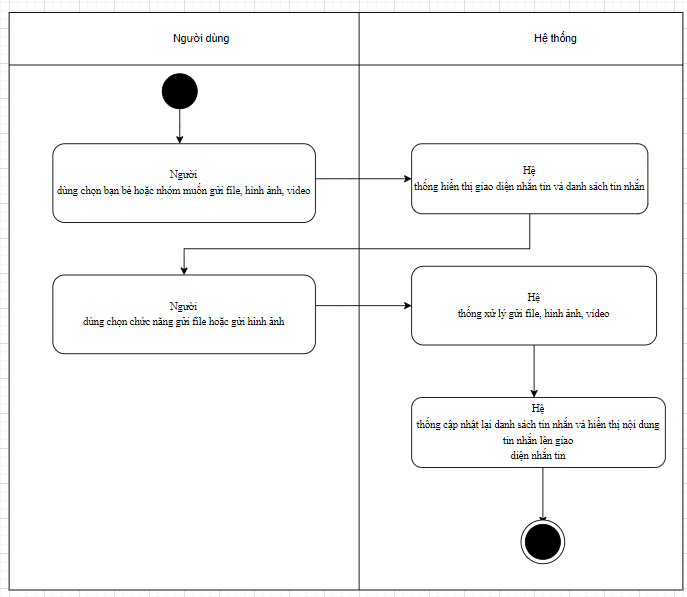 Người dùng
Hệ thống
Người
dùng chọn bạn bè hoặc nhóm muốn gửi file, hình ảnh, video
Hệ
thống hiển thị giao diện nhắn tin và danh sách tin nhắn
Người
dùng chọn chức năng gửi file hoặc gửi hình ảnh
Hệ
thống xử lý gửi file, hình ảnh, video
Hệ
thống cập nhật lại danh sách tin nhắn và hiển thị nội dung
tin nhắn lên giao
diện nhắn tin